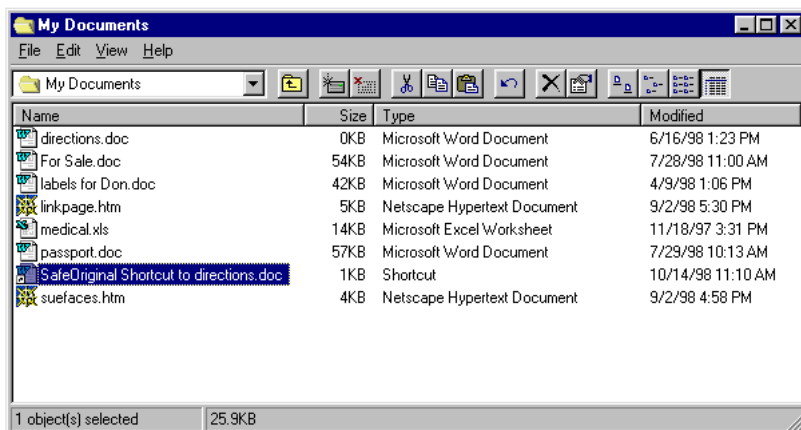 My Documents
File Edit View Help
My Documents
Name Size Type Modified
directions.doc 0KB Microsoft Word Document 6/16/98 1:23 PM
For Sale.doc 54KB Microsoft Word Document 7/28/98 11:00 AM
labels for Don.doc 42KB Microsoft Word Document 4/9/98 1:06 PM
linkpage.htm 5KB Netscape Hypertext Document 9/2/98 5:30 PM
medical.xls 14KB Microsoft Excel Worksheet 11/18/97 3:31 PM
passport.doc 57KB Microsoft Word Document 7/29/98 10:13 AM
SafeOriginal Shortcut to directions.doc 1KB Shortcut 10/14/98 11:10 AM
suefaces.htm 4KB Netscape Hypertext Document 9/2/98 4:58 PM
1 object(s) selected 25.9KB